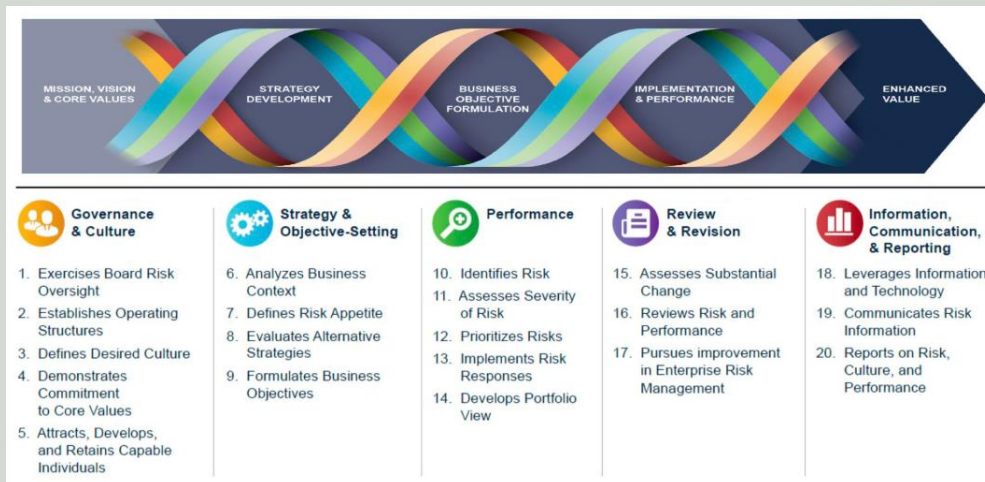 MISSION, VISION
& CORE VALUES
STRATEGY
DEVELOPMENT
BUSINESS
OBJECTIVE
FORMULATION
IMPLEMENTATION
& PERFORMANCE
ENHANCED
VALUE
Governance
& Culture
1. Exercises Board Risk
Oversight
2. Establishes Operating
Structures
3. Defines Desired Culture
4. Demonstrates
Commitment
to Core Values
5. Attracts, Develops,
and Retains Capable
Individuals
Strategy &
Objective-Setting
6. Analyzes Business
Context
7. Defines Risk Appetite
8. Evaluates Alternative
Strategies
9. Formulates Business
Objectives
Performance
10. Identifies Risk
11. Assesses Severity
of Risk
12. Prioritizes Risks
13. Implements Risk
Responses
14. Develops Portfolio
View
Review
& Revision
15. Assesses Substantial
Change
16. Reviews Risk and
Performance
17. Pursues improvement
in Enterprise Risk
Management
Information,
Communication,
& Reporting
18. Leverages Information
and Technology
19. Communicates Risk
Information
20. Reports on Risk,
Culture, and
Performance